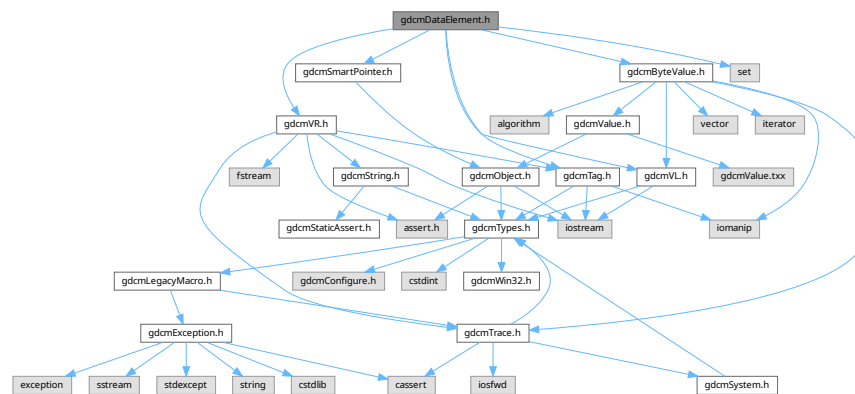 gdcmDataElement.h
gdcmSmartPointer.h
gdcmByteValue.h
set
algorithm
gdcmVR.h
gdcmValue.h
vector
iterator
fstream
gdcmString.h
gdcmObject.h
gdcmTag.h
gdcmVL.h
gdcmValue.txx
gdcmStaticAssert.h
assert.h
gdcmTypes.h
iostream
iomanip
gdcmLegacyMacro.h
gdcmConfigure.h
cstdint
gdcmWin32.h
gdcmException.h
gdcmTrace.h
exception
sstream
stdexcept
string
cstdlib
cassert
iosfwd
gdcmSystem.h